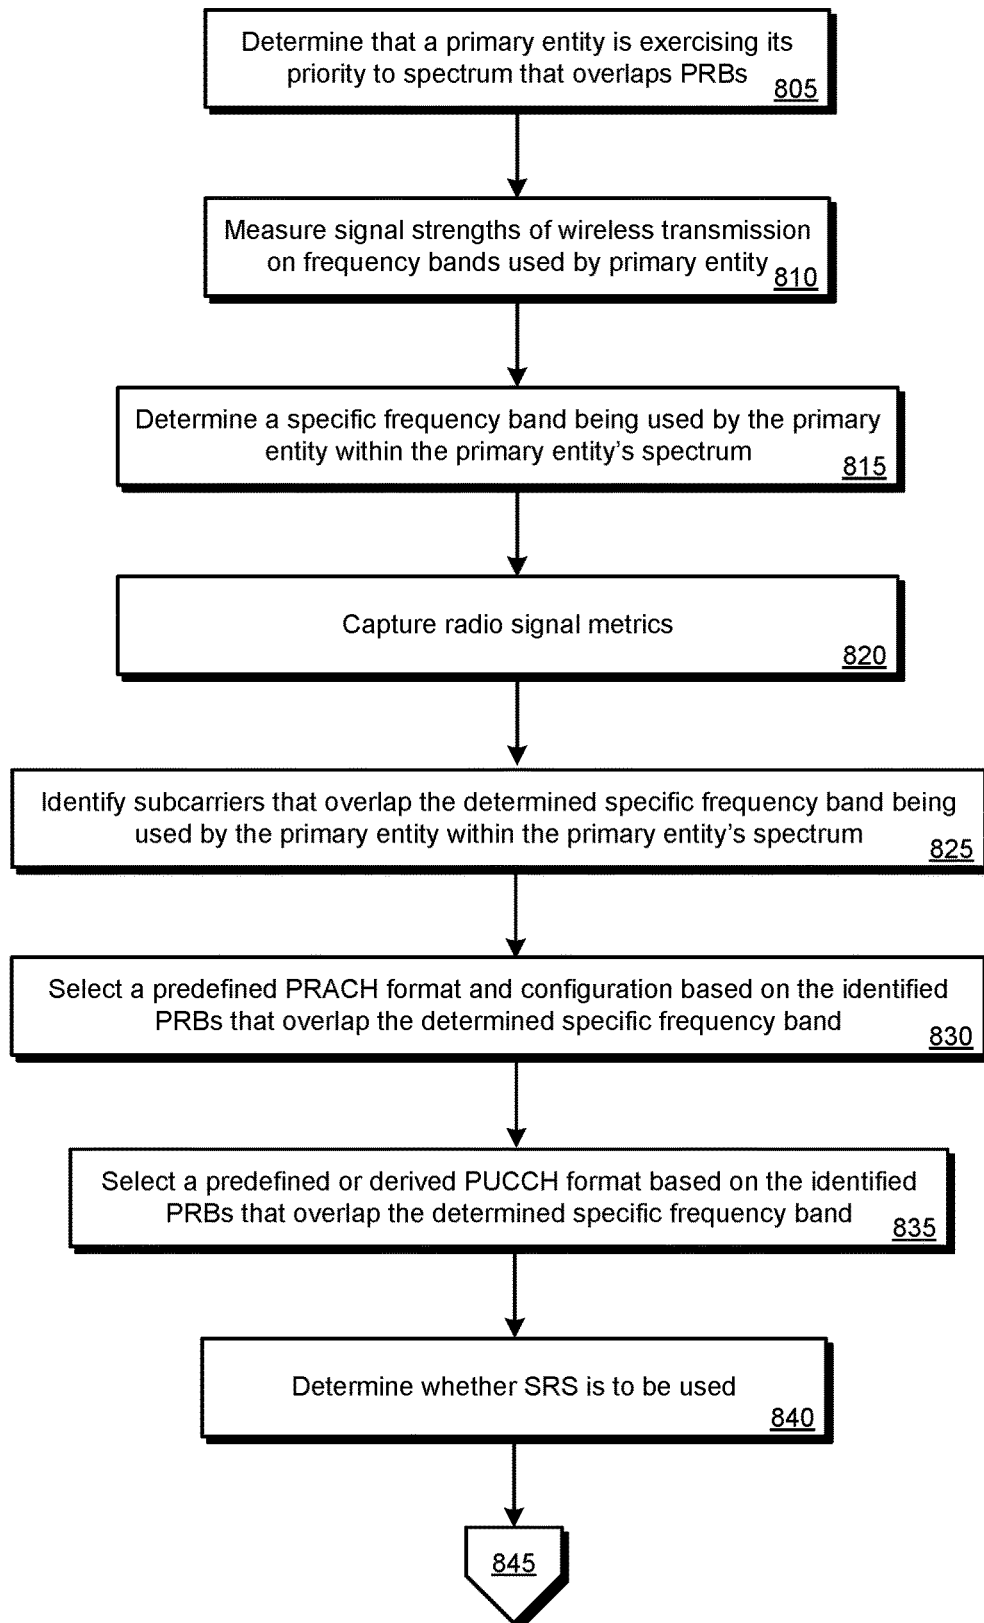 Determine that a primary entity is exercising its
priority to spectrum that overlaps PRBs
805
Measure signal strengths of wireless transmission
on frequency bands used by primary entity
810
Determine a specific frequency band being used by the primary
entity within the primary entity's spectrum
815
Capture radio signal metrics
820
Identify subcarriers that overlap the determined specific frequency band being
used by the primary entity within the primary entity's spectrum
825
Select a predefined PRACH format and configuration based on the identified
PRBs that overlap the determined specific frequency band
830
Select a predefined or derived PUCCH format based on the identified
PRBs that overlap the determined specific frequency band
835
Determine whether SRS is to be used
840
845